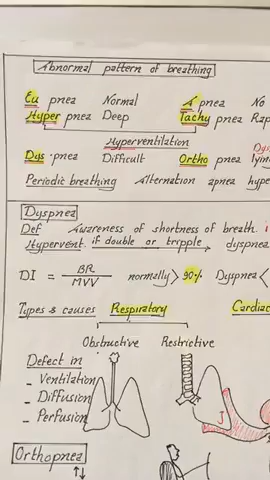 Abnormal pattern of breathing
Eu pnea Normal A pnea No
Hyper pnea Deep Tachy pnea Rap
Hyperventilation
Dys-pnea Difficult Ortho pnea lyin
Periodic breathing Alternation apnea hype
Dyspnea
Def Awareness of shortness of breath
Hypervent. if double or tripple → dyspnea
DI = BR/MVV normally > 90% Dyspnea <
Types & causes Respiratory Cardiac
Obstructive Restrictive
Defect in
- Ventilation
- Diffusion
- Perfusion
Orthopnea